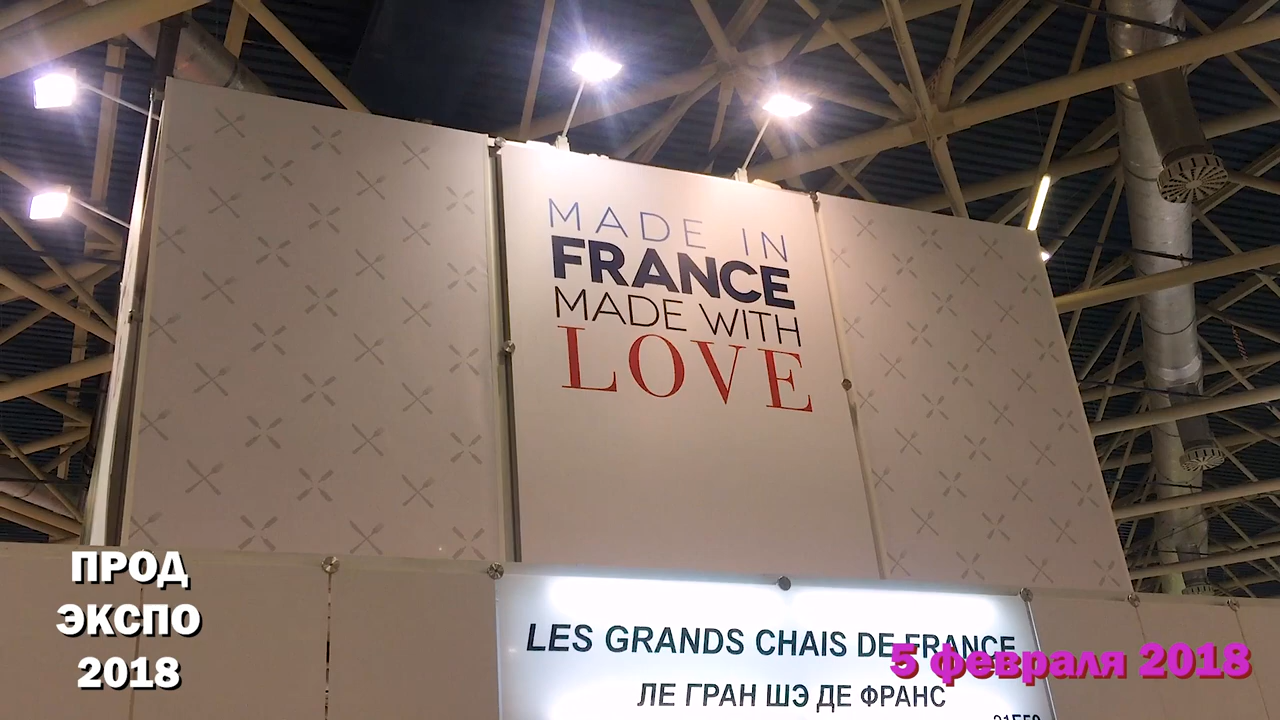 MADE IN
FRANCE
MADE WITH
LOVE
LES GRANDS CHAIS DE FRANCE
ЛЕ ГРАН ШЭ ДЕ ФРАНС
ПРОД
ЭКСПО
2018
5 февраля 2018